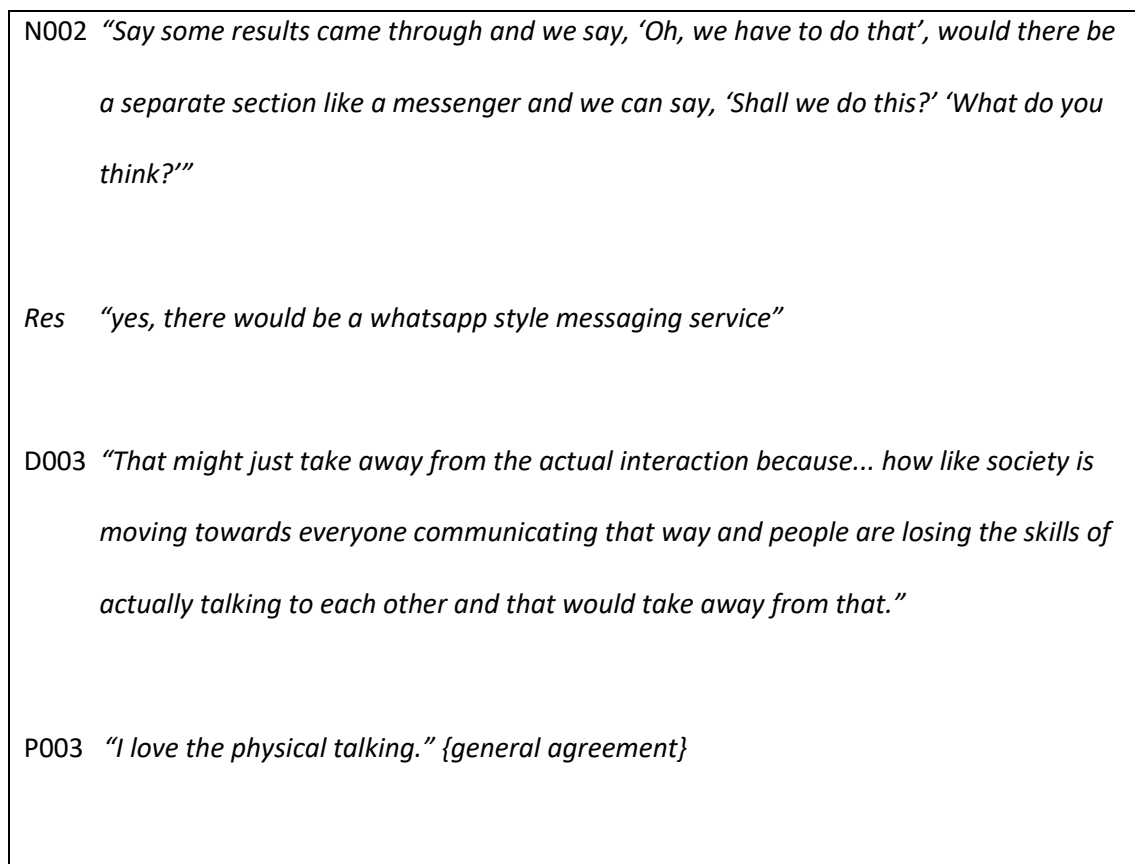 N002 “Say some results came through and we say, ‘Oh, we have to do that’, would there be
a separate section like a messenger and we can say, ‘Shall we do this?’ ‘What do you
think?’”
Res “yes, there would be a whatsapp style messaging service”
D003 “That might just take away from the actual interaction because... how like society is
moving towards everyone communicating that way and people are losing the skills of
actually talking to each other and that would take away from that.”
P003 “I love the physical talking.” {general agreement}